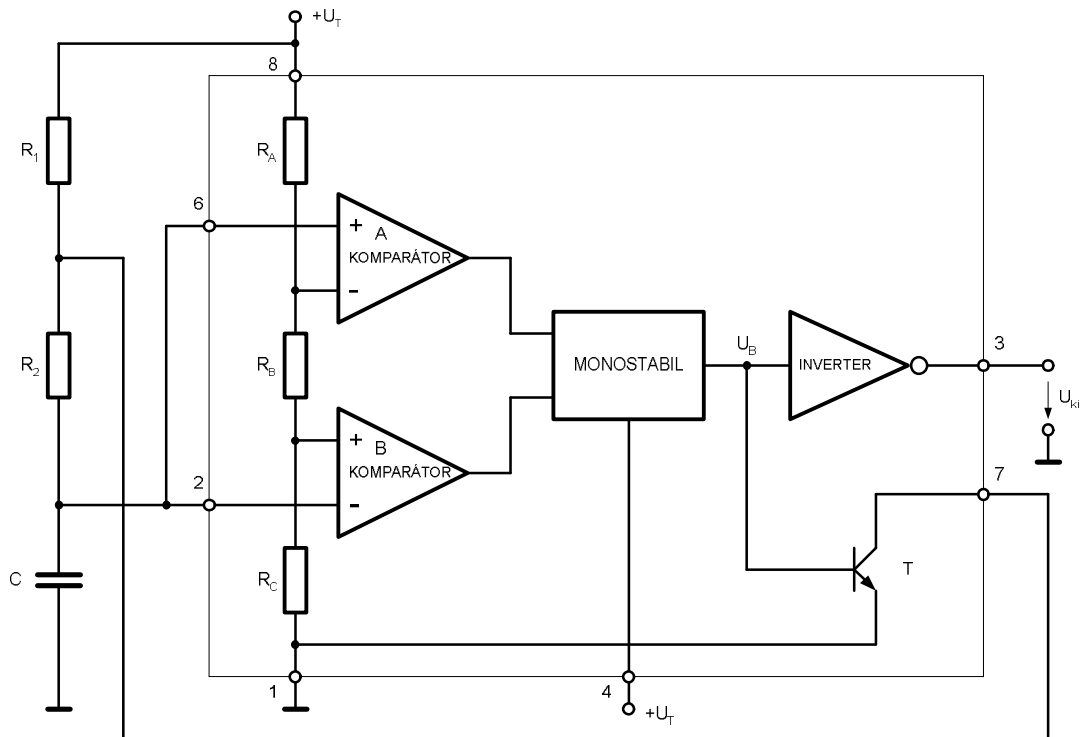 +U_T
8
R_1
R_A
6
+
A
KOMPARÁTOR
-
R_2
R_B
MONOSTABIL
U_B
INVERTER
3
U_ki
2
+
B
KOMPARÁTOR
-
7
C
R_C
T
1
4
+U_T